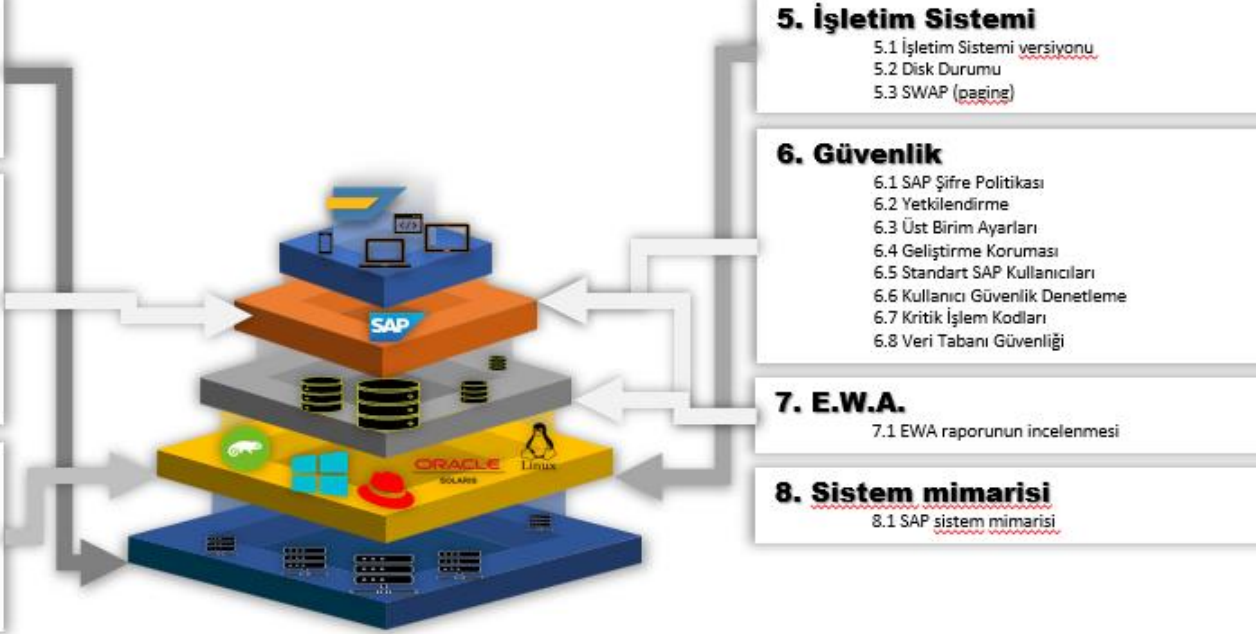 5. İşletim Sistemi
5.1 İşletim Sistemi versiyonu
5.2 Disk Durumu
5.3 SWAP (paging)
6. Güvenlik
6.1 SAP Şifre Politikası
6.2 Yetkilendirme
6.3 Üst Birim Ayarları
6.4 Geliştirme Koruması
6.5 Standart SAP Kullanıcıları
6.6 Kullanıcı Güvenlik Denetleme
6.7 Kritik İşlem Kodları
6.8 Veri Tabanı Güvenliği
7. E.W.A.
7.1 EWA raporunun incelenmesi
8. Sistem mimarisi
8.1 SAP sistem mimarisi
</>
SAP
ORACLE
SOLARIS
Linux